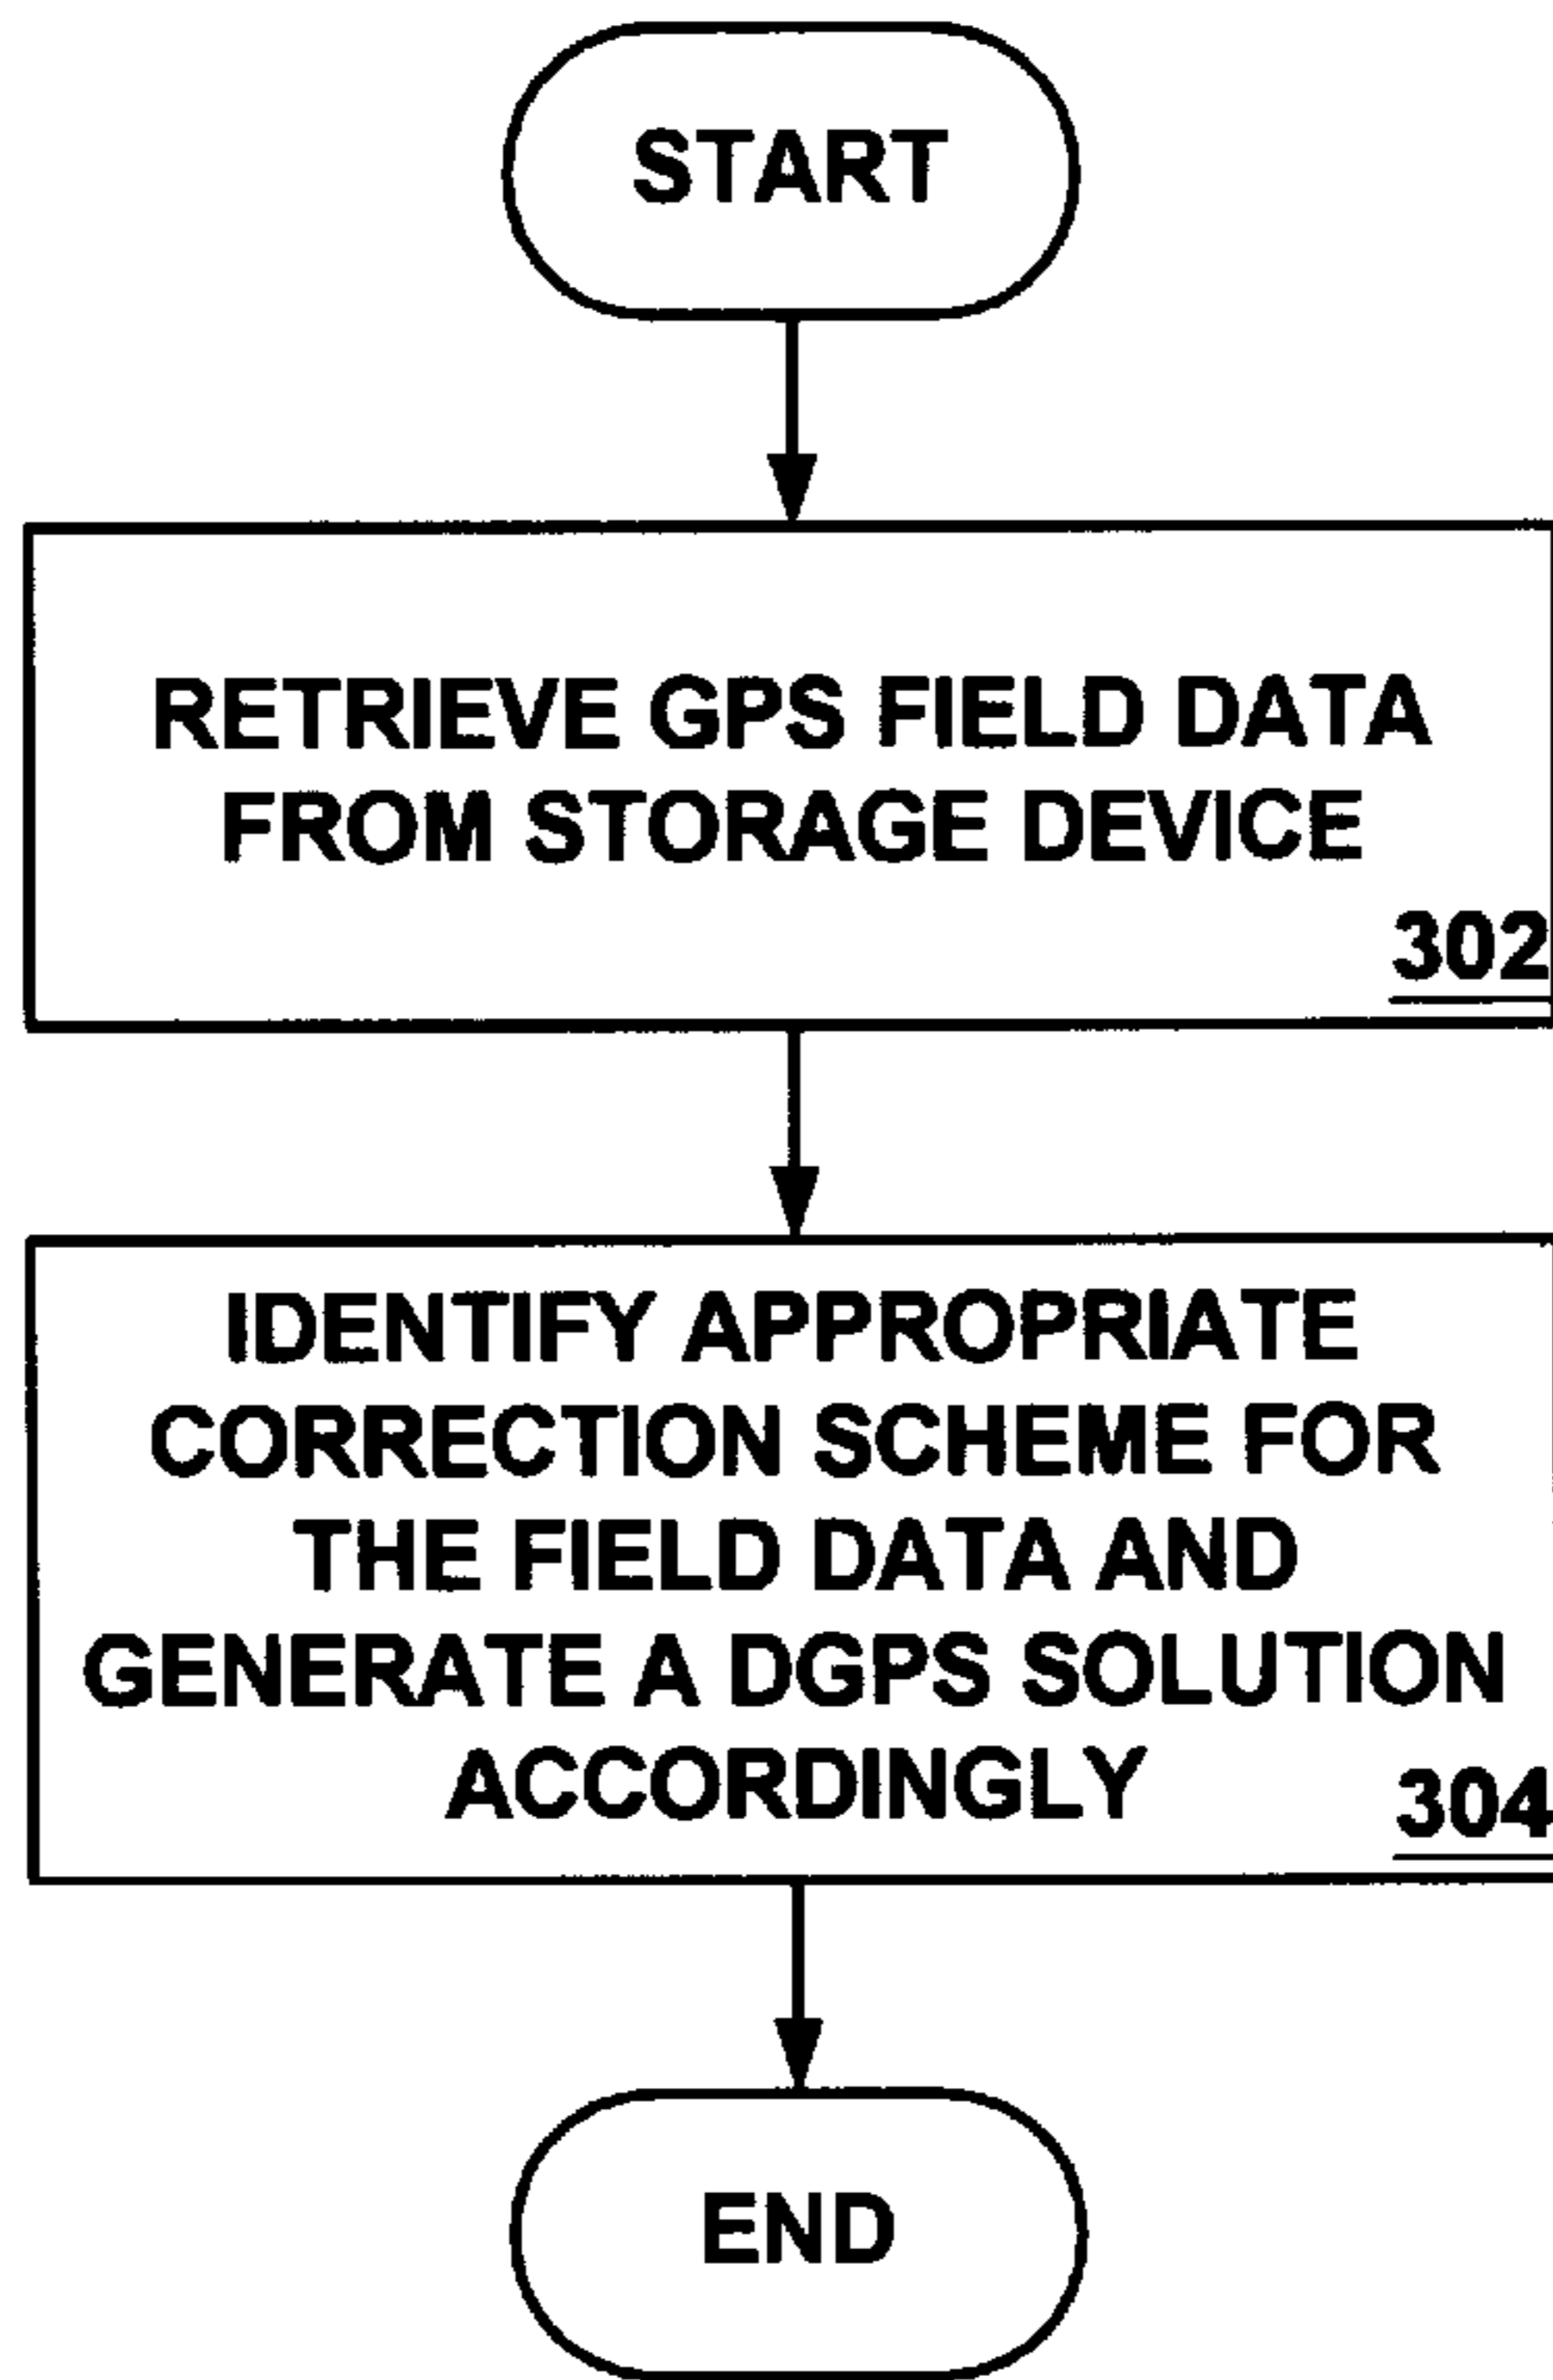 START
RETRIEVE GPS FIELD DATA
FROM STORAGE DEVICE
302
IDENTIFY APPROPRIATE
CORRECTION SCHEME FOR
THE FIELD DATA AND
GENERATE A DGPS SOLUTION
ACCORDINGLY
304
END